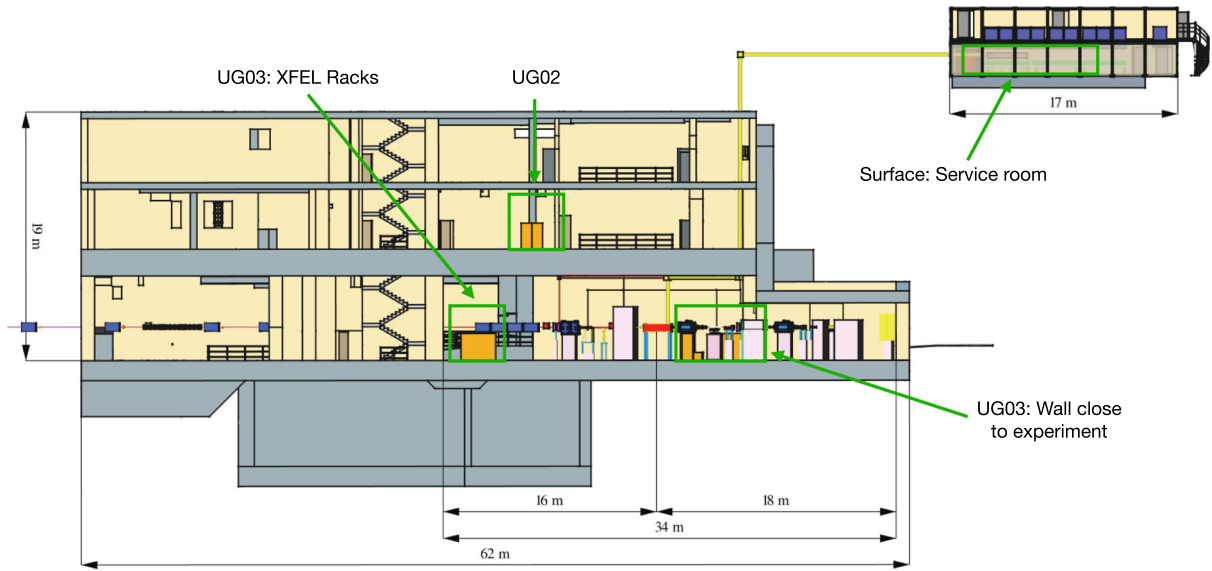 UG03: XFEL Racks
UG02
17 m
Surface: Service room
19 m
UG03: Wall close
to experiment
16 m
18 m
34 m
62 m